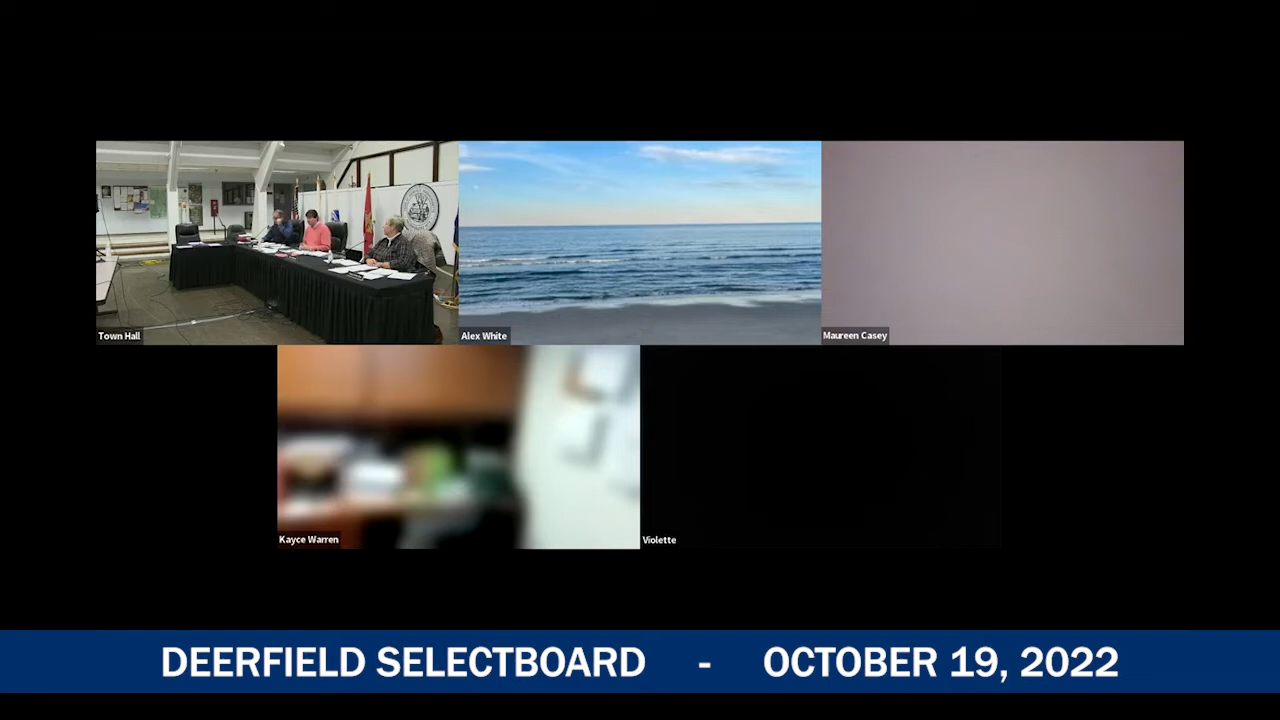 Town Hall
Alex White
Maureen Casey
Kayce Warren
Violette
DEERFIELD SELECTBOARD - OCTOBER 19, 2022